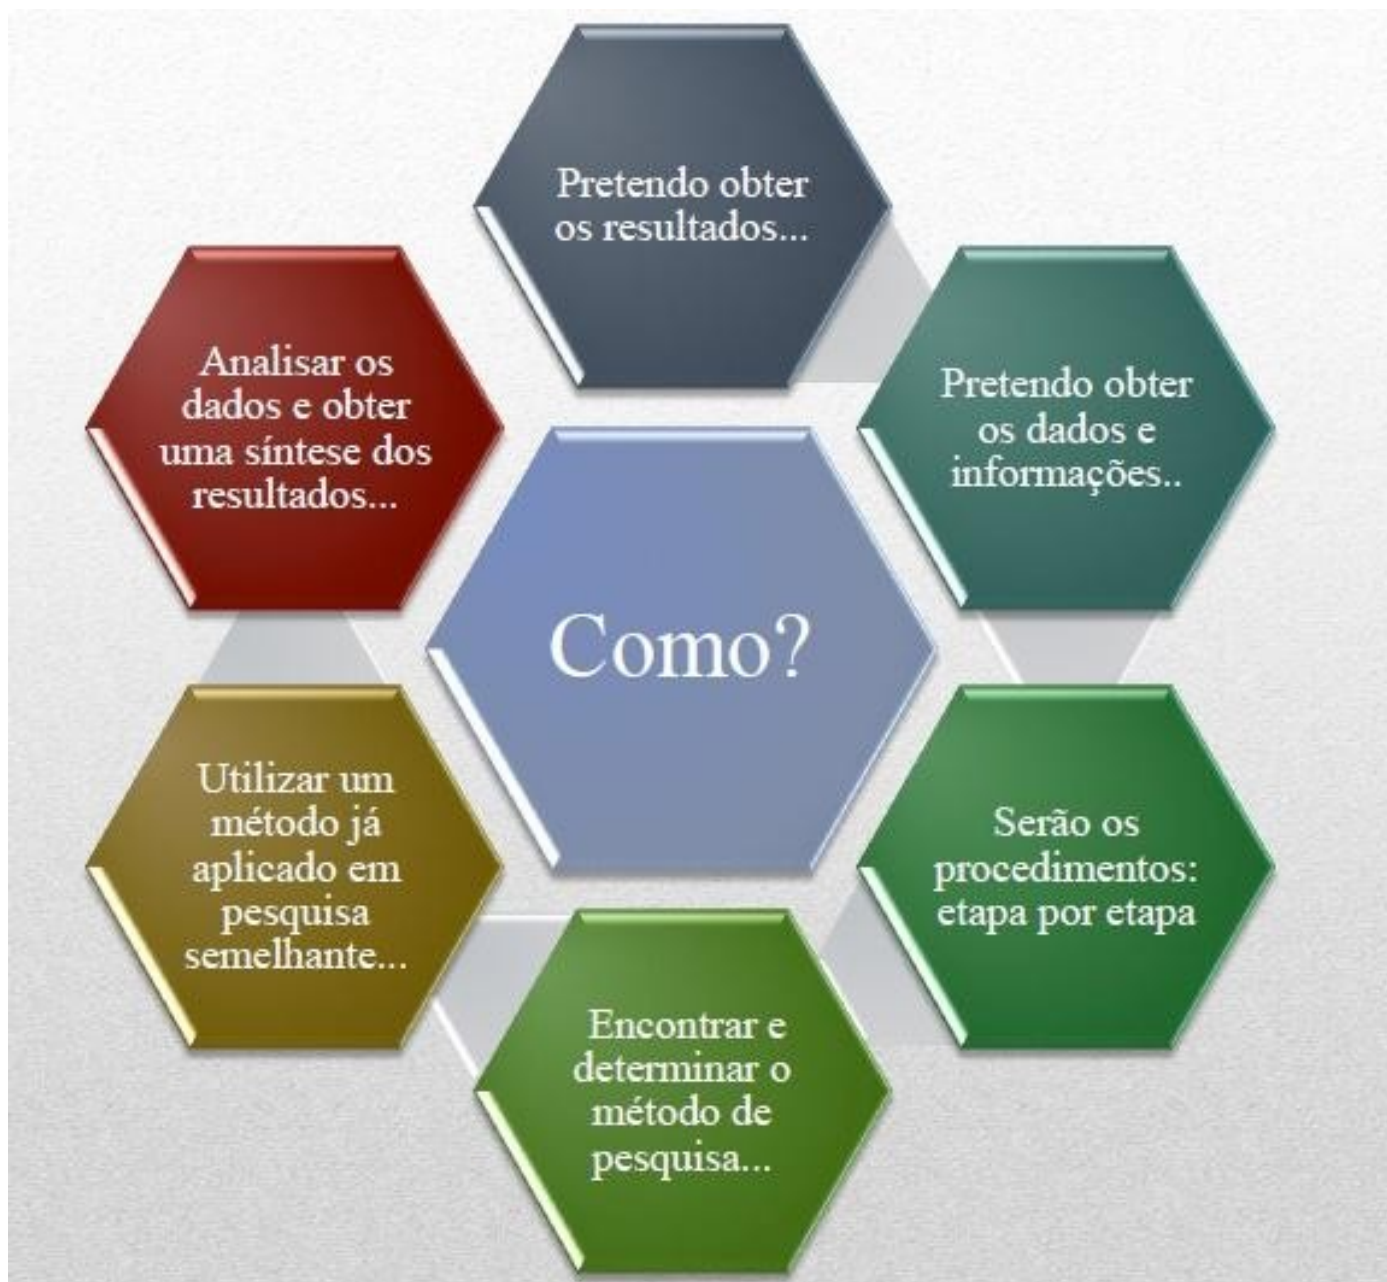 Pretendo obter
os resultados...
Pretendo obter
os dados e
informações..
Serão os
procedimentos:
etapa por etapa
Encontrar e
determinar o
método de
pesquisa...
Utilizar um
método já
aplicado em
pesquisa
semelhante...
Analisar os
dados e obter
uma síntese dos
resultados...
Como?